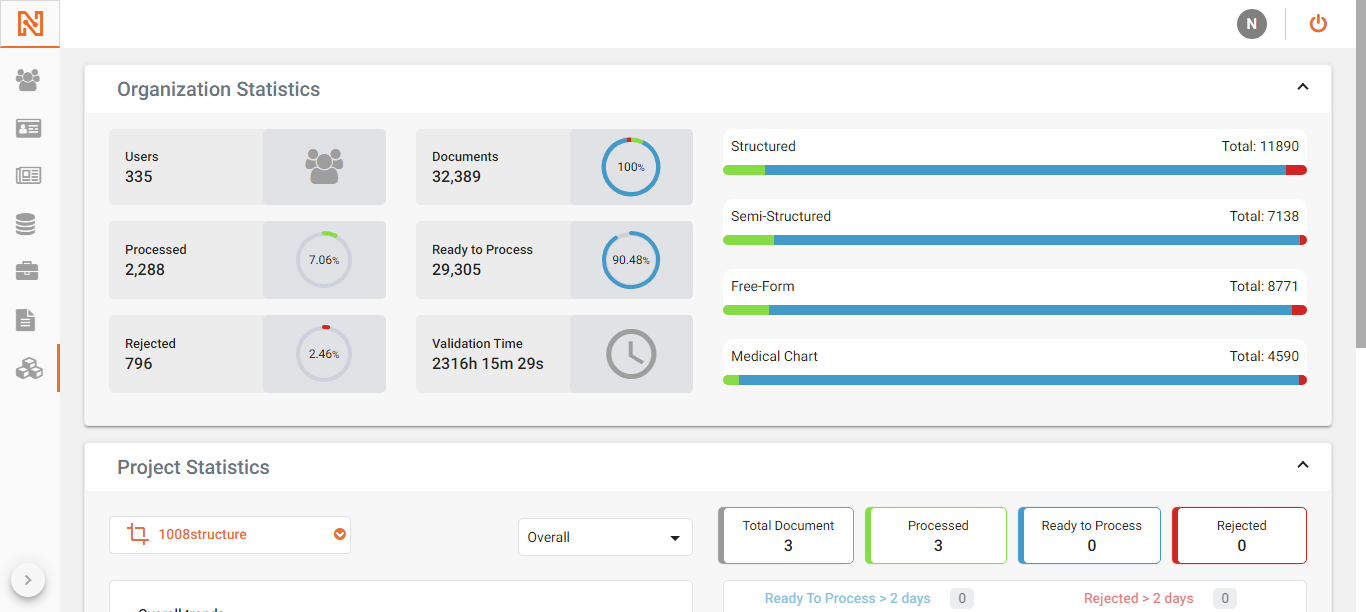 N
Organization Statistics
Users
335
Documents
32,389
100%
Processed
2,288
7.06%
Ready to Process
29,305
90.48%
Rejected
796
2.46%
Validation Time
2316h 15m 29s
Structured Total: 11890
Semi-Structured Total: 7138
Free-Form Total: 8771
Medical Chart Total: 4590
Project Statistics
1008structure
Overall
Total Document
3
Processed
3
Ready to Process
0
Rejected
0
Overall trends
Ready To Process > 2 days 0
Rejected > 2 days 0